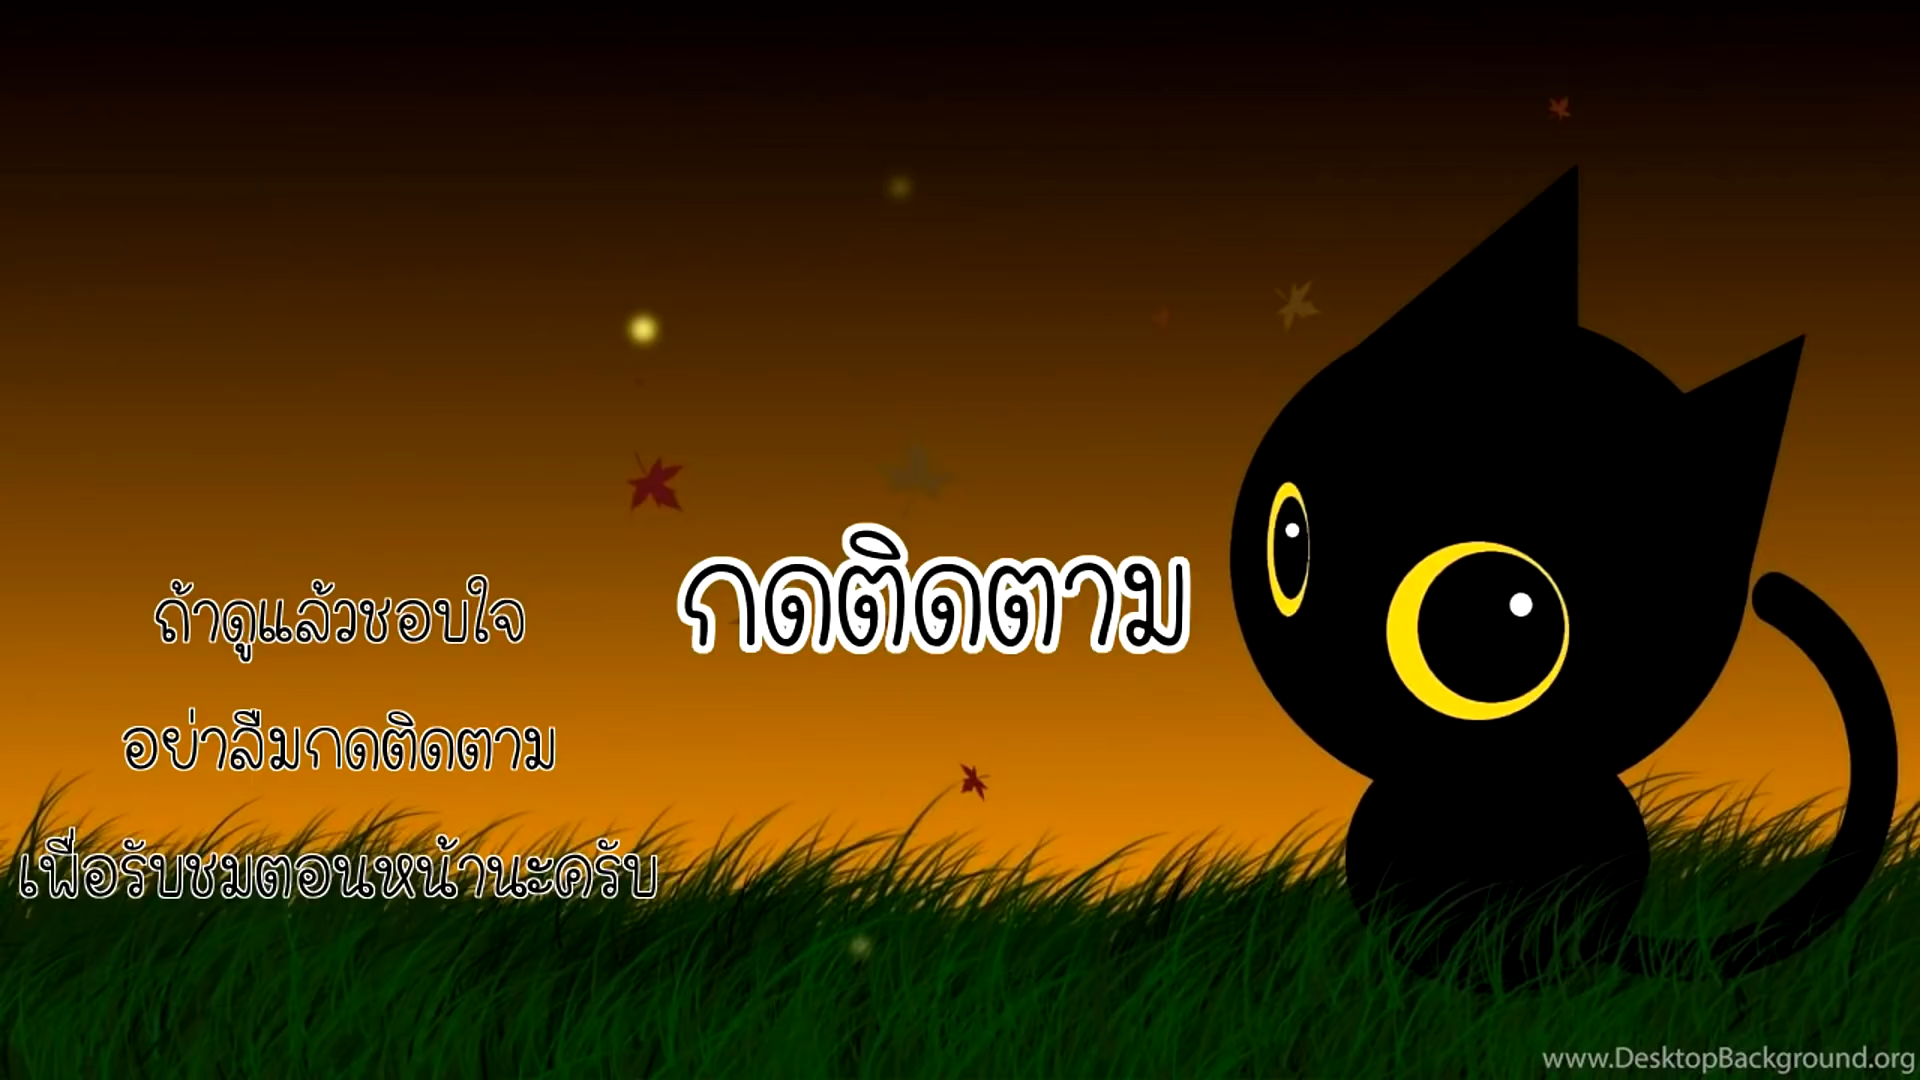 ถ้าดูแล้วชอบใจ
อย่าลืมกดติดตาม
เพื่อรับชมตอนหน้านะครับ
กดติดตาม
www.DesktopBackground.org